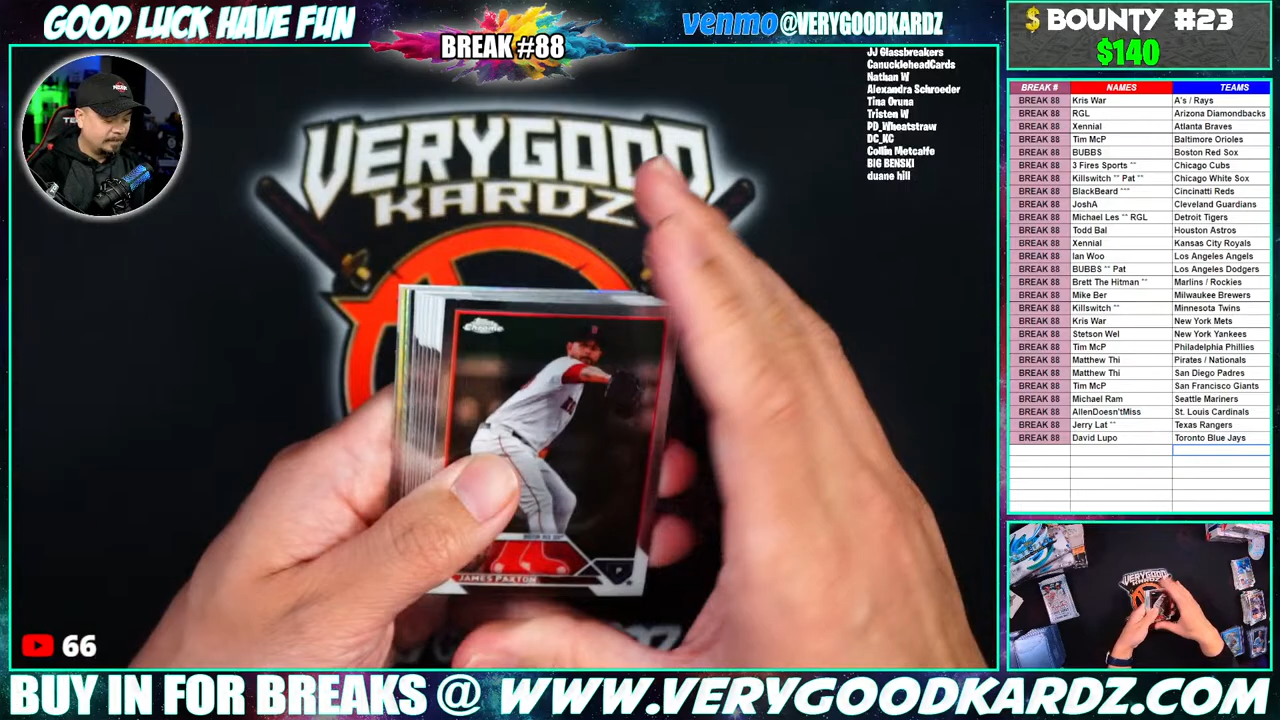 GOOD LUCK HAVE FUN
BREAK #88
venmo @VERYGOODKARDZ
$ BOUNTY #23
$140
JJ Glassbreakers
CanuckleheadCards
Nathan W
Alexandra Schroeder
Tina Oruna
Tristen W
PD_Wheatstraw
DC_KC
Collin Metcalfe
BIG BENSKI
duane hill
BREAK # NAMES TEAMS
BREAK 88 Kris War A's / Rays
BREAK 88 RGL Arizona Diamondbacks
BREAK 88 Xennial Atlanta Braves
BREAK 88 Tim McP Baltimore Orioles
BREAK 88 BUBBS Boston Red Sox
BREAK 88 3 Fires Sports ** Chicago Cubs
BREAK 88 Killswitch ** Pat ** Chicago White Sox
BREAK 88 BlackBeard *** Cincinatti Reds
BREAK 88 JoshA Cleveland Guardians
BREAK 88 Michael Les ** RGL Detroit Tigers
BREAK 88 Todd Bal Houston Astros
BREAK 88 Xennial Kansas City Royals
BREAK 88 Ian Woo Los Angeles Angels
BREAK 88 BUBBS ** Pat Los Angeles Dodgers
BREAK 88 Brett The Hitman ** Marlins / Rockies
BREAK 88 Mike Ber Milwaukee Brewers
BREAK 88 Killswitch ** Minnesota Twins
BREAK 88 Kris War New York Mets
BREAK 88 Stetson Wel New York Yankees
BREAK 88 Tim McP Philadelphia Phillies
BREAK 88 Matthew Thi Pirates / Nationals
BREAK 88 Matthew Thi San Diego Padres
BREAK 88 Tim McP San Francisco Giants
BREAK 88 Michael Ram Seattle Mariners
BREAK 88 AllenDoesn'tMiss St. Louis Cardinals
BREAK 88 Jerry Lat ** Texas Rangers
BREAK 88 David Lupo Toronto Blue Jays
VERYGOOD
KARDZ
Chrome
JAMES PAXTON
P
66
VERYGOOD
KARDZ
BUY IN FOR BREAKS @ WWW.VERYGOODKARDZ.COM